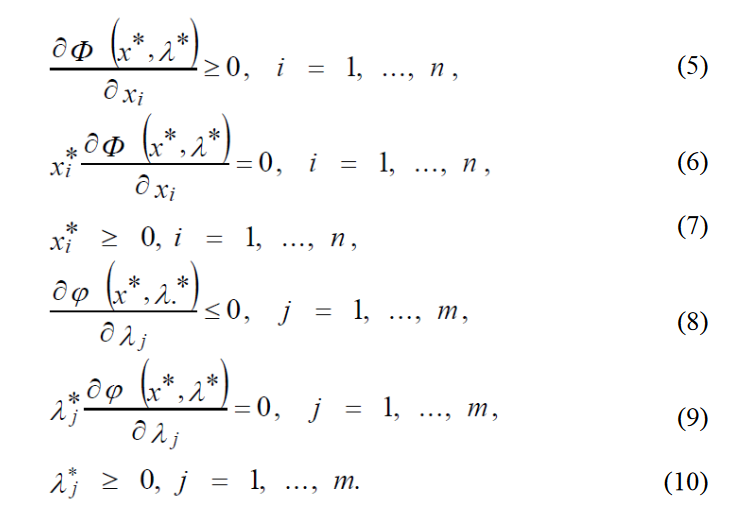 ∂Φ (x*, λ*) / ∂x_i ≥ 0, i = 1, ..., n, (5)
x_i* ∂Φ (x*, λ*) / ∂x_i = 0, i = 1, ..., n, (6)
x_i* ≥ 0, i = 1, ..., n, (7)
∂φ (x*, λ.*) / ∂λ_j ≤ 0, j = 1, ..., m, (8)
λ_j* ∂φ (x*, λ*) / ∂λ_j = 0, j = 1, ..., m, (9)
λ_j* ≥ 0, j = 1, ..., m. (10)